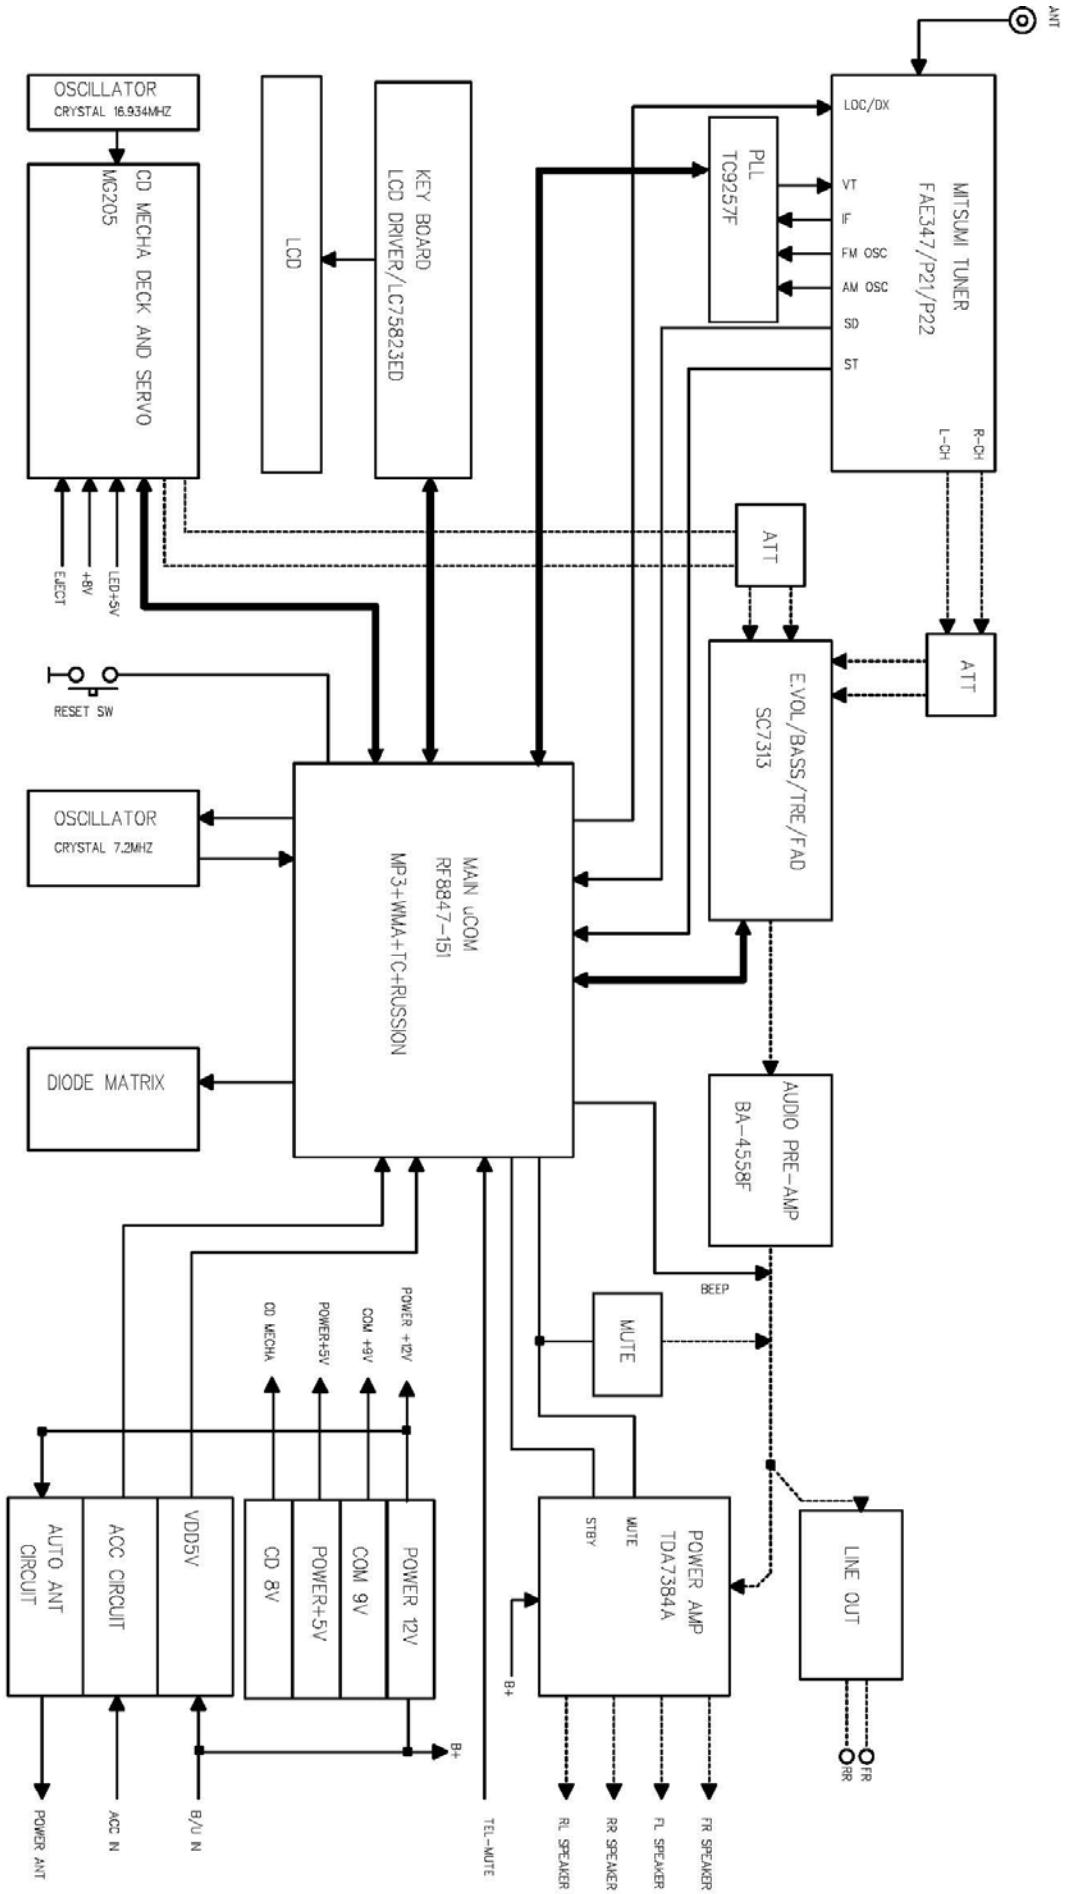 ANT
MITSUMI TUNER
FAE347/P21/P22
LOC/DX
VT
IF
FM OSC
AM OSC
SD
ST
R-CH
L-CH
PLL
TC9257F
KEY BOARD
LCD DRIVER/LC75823ED
LCD
OSCILLATOR
CRYSTAL 16.934MHZ
CD MECHA DECK AND SERVO
MG205
LED+5V
+8V
EJECT
ATT
ATT
E.VOL/BASS/TRE/FAD
SC7313
RESET SW
OSCILLATOR
CRYSTAL 7.2MHZ
MAIN uCOM
RF8847-151
MP3+WMA+TC+RUSSION
DIODE MATRIX
AUDIO PRE-AMP
BA-4558F
BEEP
MUTE
POWER +12V
COM +9V
POWER+5V
CD MECHA
POWER 12V
COM 9V
POWER+5V
CD 8V
VDD5V
ACC CIRCUIT
AUTO ANT
CIRCUIT
POWER AMP
TDA7384A
MUTE
STBY
LINE OUT
FR
RR
B+
B+
FR SPEAKER
FL SPEAKER
RR SPEAKER
RL SPEAKER
TEL-MUTE
B/U IN
ACC IN
POWER ANT